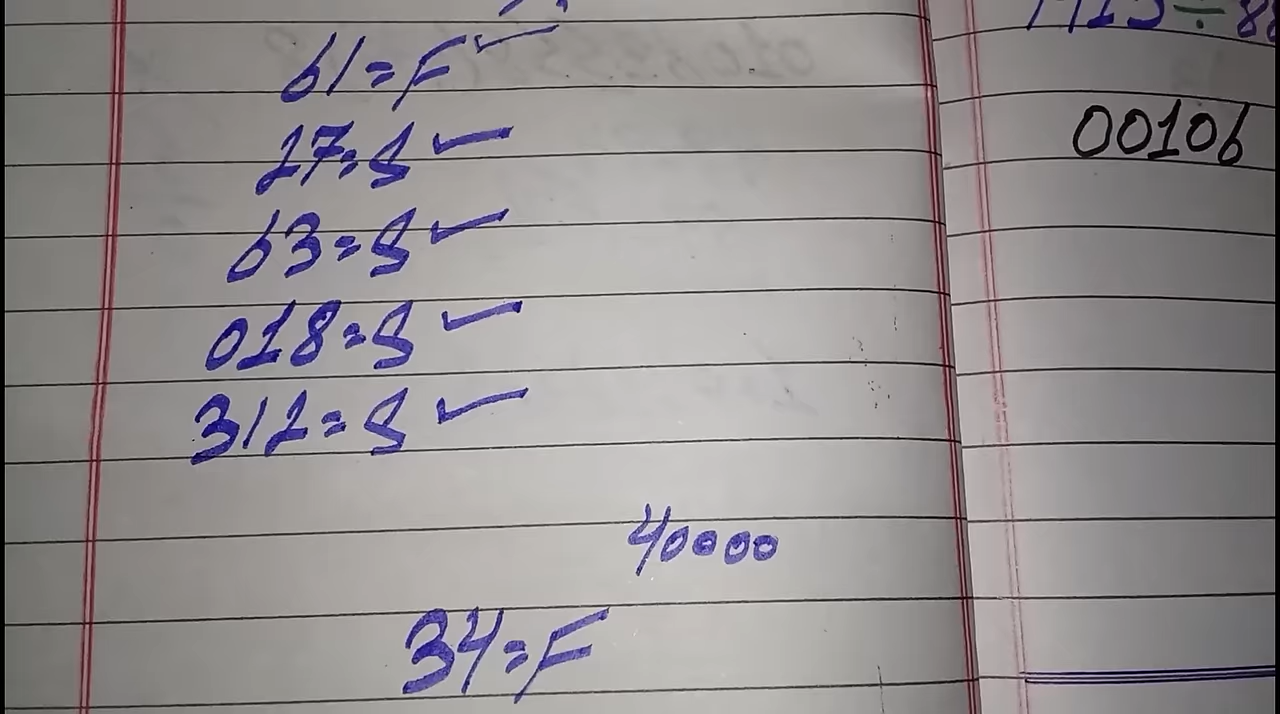 61=F✓
27=S✓
63=S✓
018=S✓
312=S✓
40000
34=F
00106